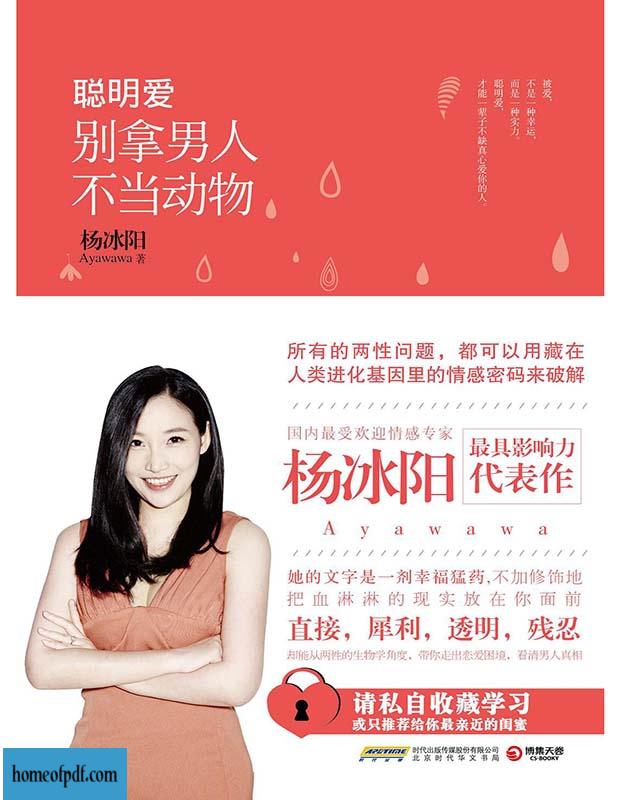 聪明爱
别拿男人
不当动物
杨冰阳
Ayawawa 著
被爱，
不是一种幸运，
而是一种实力。
聪明爱，
才能一辈子不缺真心爱你的人。
所有的两性问题，都可以用藏在
人类进化基因里的情感密码来破解
国内最受欢迎情感专家
杨冰阳
最具影响力
代表作
Ayawawa
她的文字是一剂幸福猛药,不加修饰地
把血淋淋的现实放在你面前
直接，犀利，透明，残忍
却能从两性的生物学角度，带你走出恋爱困境，看清男人真相
请私自收藏学习
或只推荐给你最亲近的闺蜜
时代出版传媒股份有限公司
北京时代华文书局
博集天卷
CS-BOOKY
homeofpdf.com